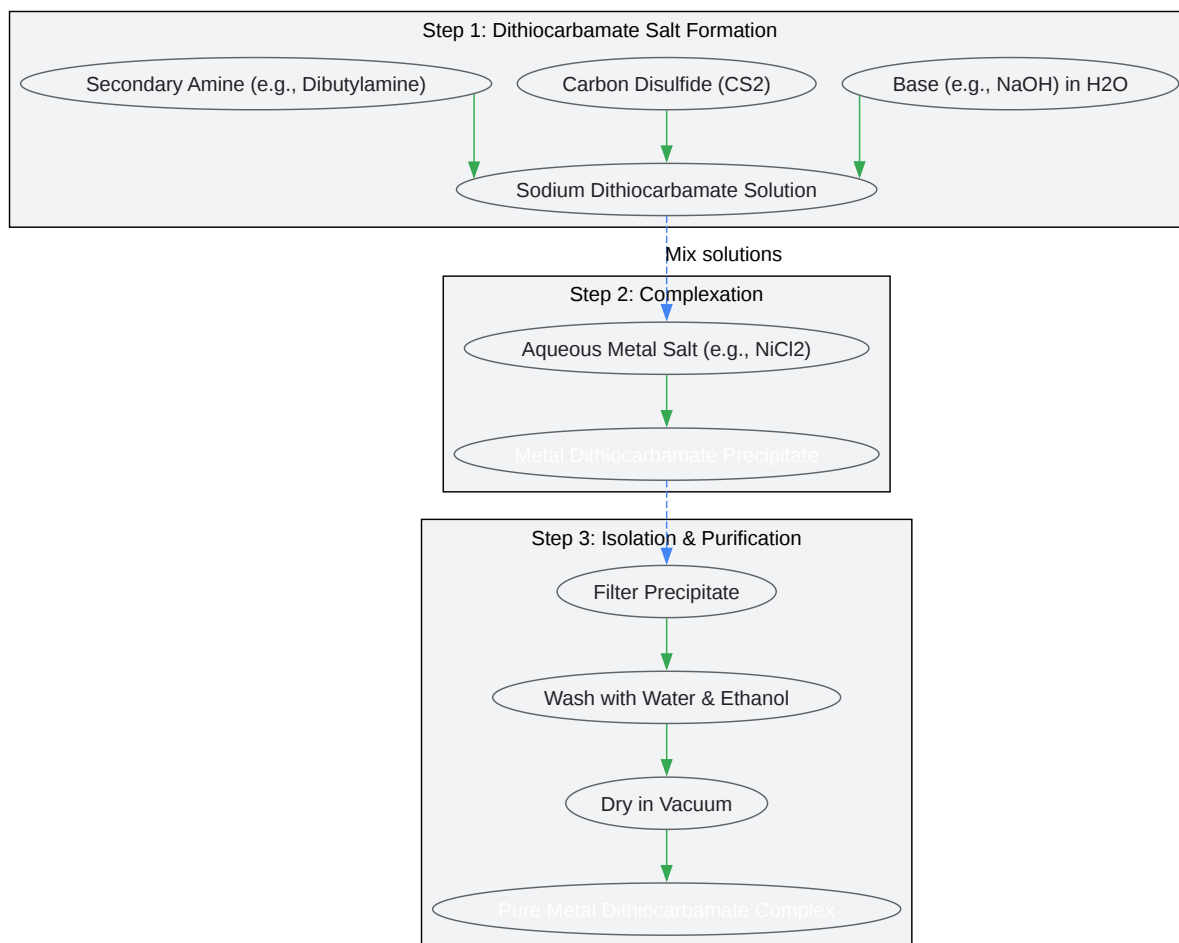 Step 1: Dithiocarbamate Salt Formation
Secondary Amine (e.g., Dibutylamine)
Carbon Disulfide (CS2)
Base (e.g., NaOH) in H2O
Sodium Dithiocarbamate Solution
Mix solutions
Step 2: Complexation
Aqueous Metal Salt (e.g., NiCl2)
Metal Dithiocarbamate Precipitate
Step 3: Isolation & Purification
Filter Precipitate
Wash with Water & Ethanol
Dry in Vacuum
Pure Metal Dithiocarbamate Complex